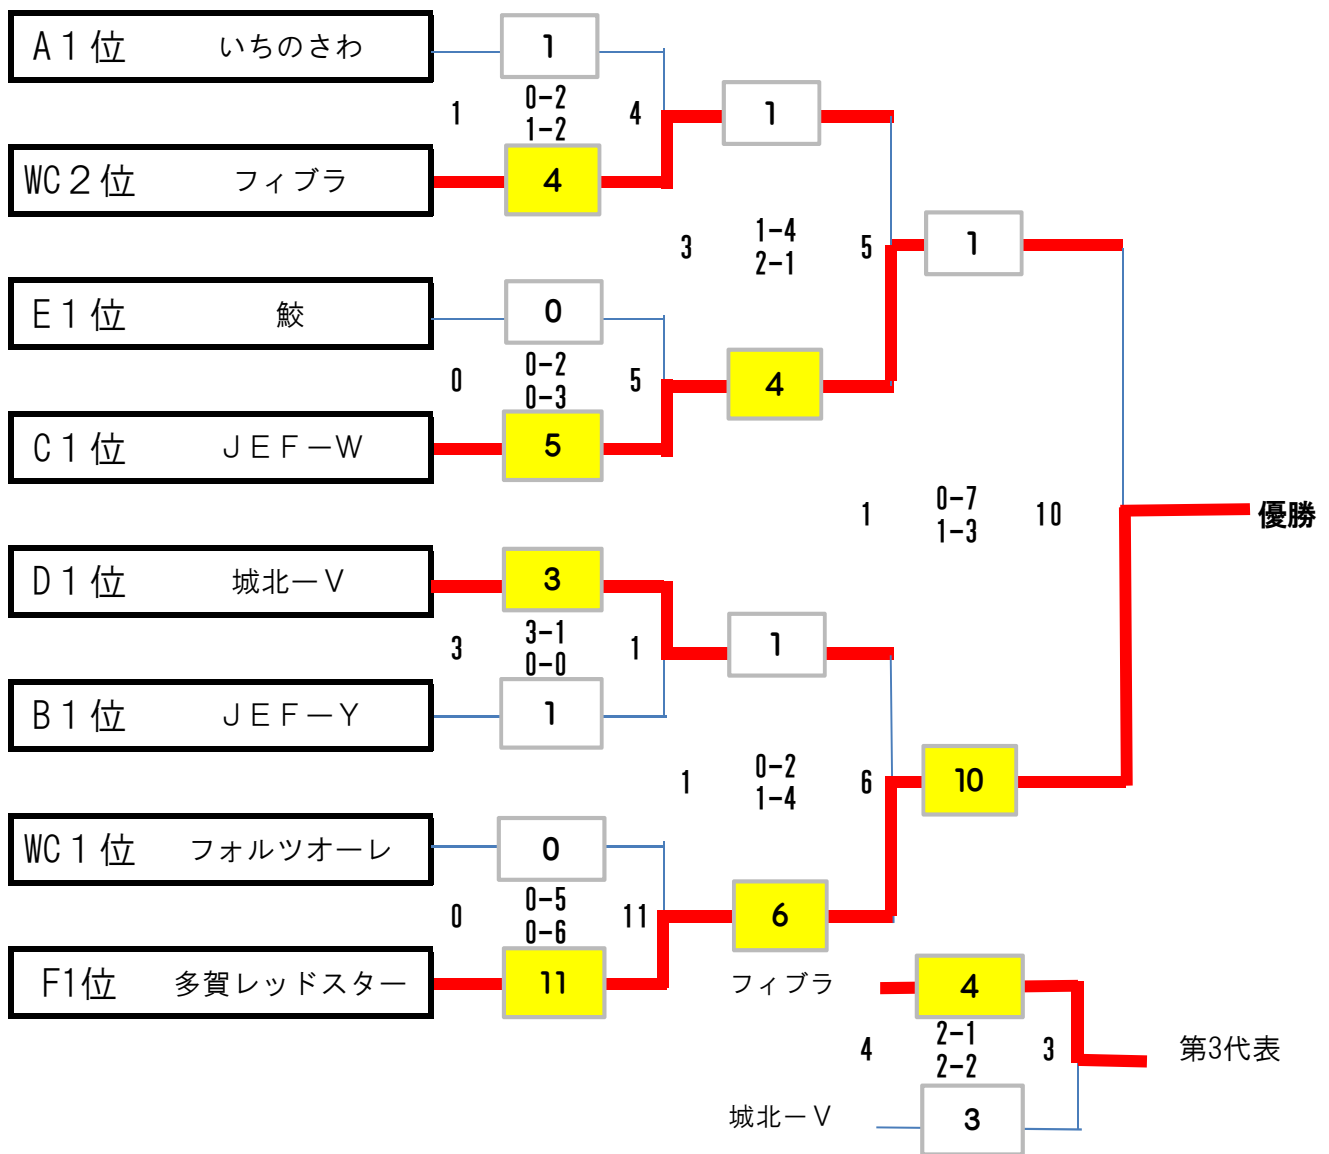 A１位 いちのさわ 1
1 0-2 4
1-2
1
WC２位 フィブラ 4
3 1-4 5
2-1
1
E１位 鮫 0
0 0-2 5
0-3
4
C１位 ＪＥＦ－Ｗ 5
1 0-7 10
1-3
優勝
D１位 城北－Ｖ 3
3 3-1 1
0-0
1
B１位 ＪＥＦ－Ｙ 1
1 0-2 6
1-4
10
WC１位 フォルツオーレ 0
0 0-5 11
0-6
6
F1位 多賀レッドスター 11
フィブラ 4
4 2-1 3
2-2
第3代表
城北－Ｖ 3